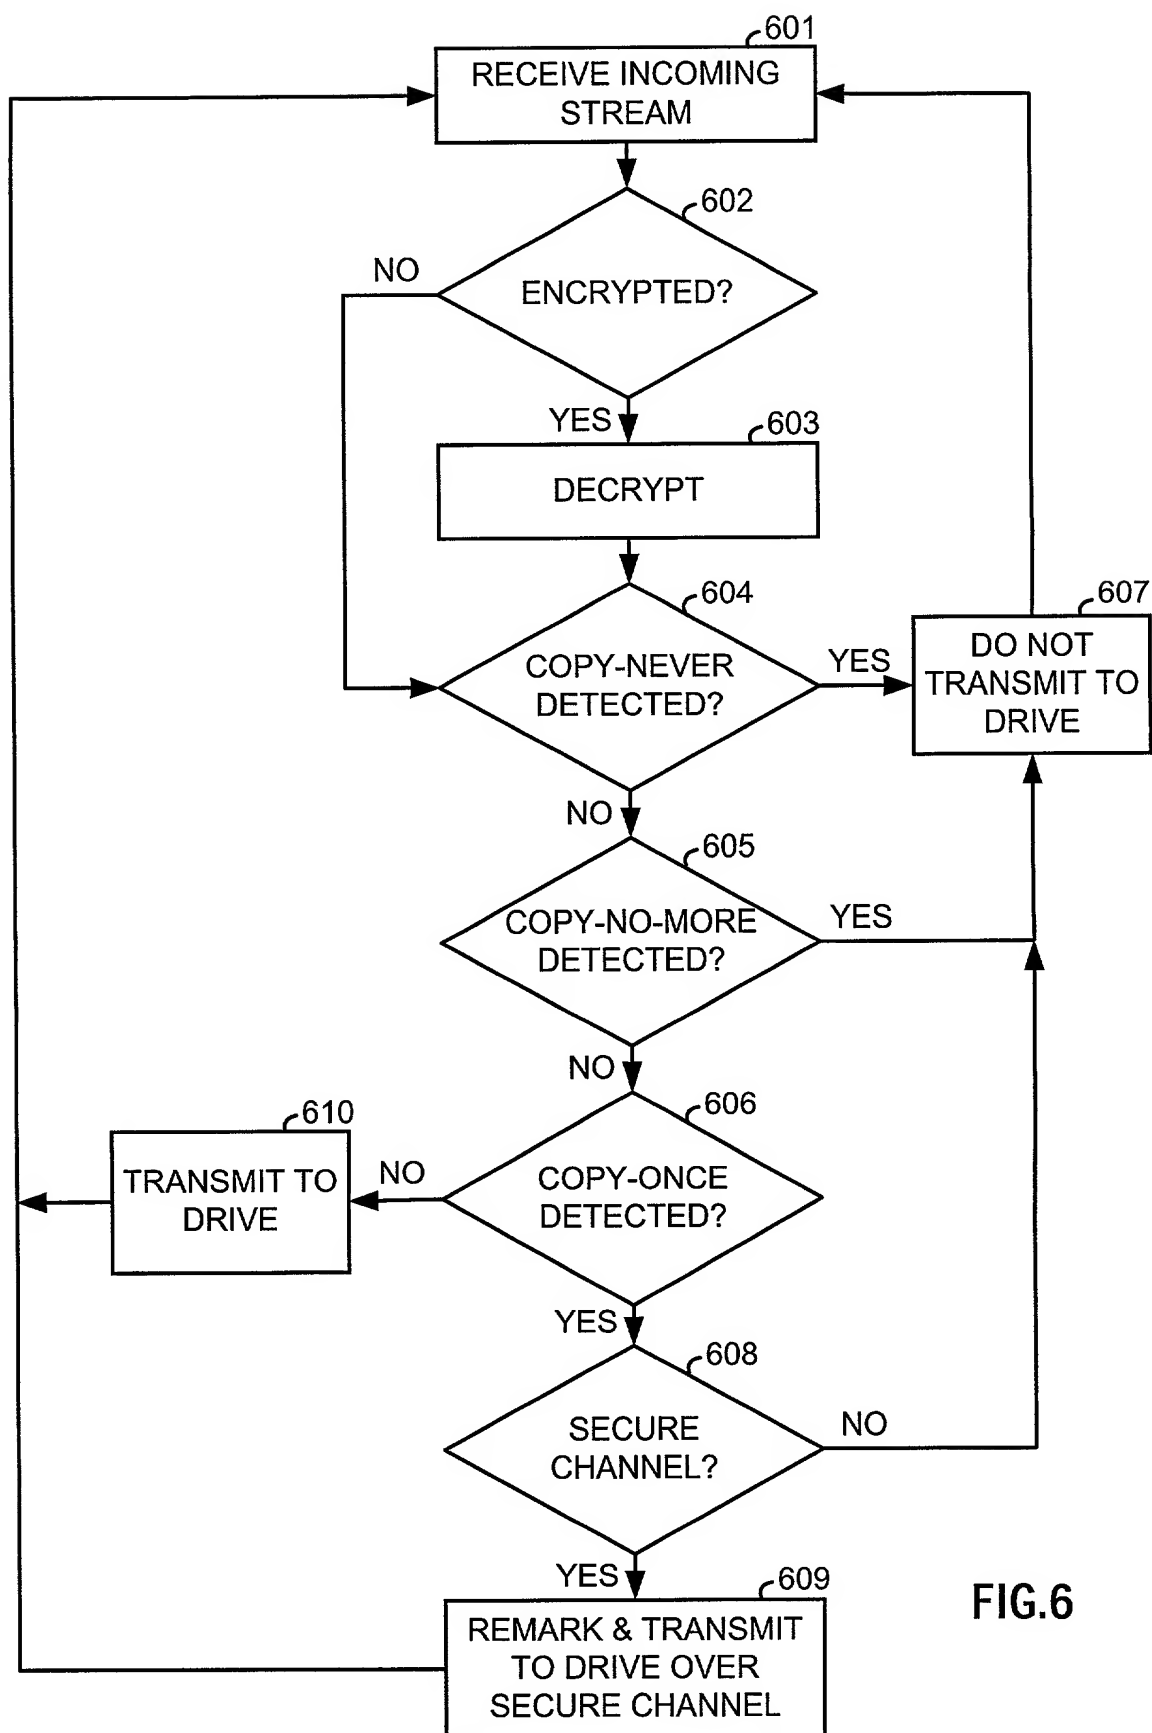 601
RECEIVE INCOMING
STREAM
602
NO
ENCRYPTED?
YES
603
DECRYPT
604
COPY-NEVER
DETECTED?
YES
607
DO NOT
TRANSMIT TO
DRIVE
NO
605
COPY-NO-MORE
DETECTED?
YES
NO
606
COPY-ONCE
DETECTED?
NO
610
TRANSMIT TO
DRIVE
YES
608
SECURE
CHANNEL?
NO
YES
609
REMARK & TRANSMIT
TO DRIVE OVER
SECURE CHANNEL
FIG.6